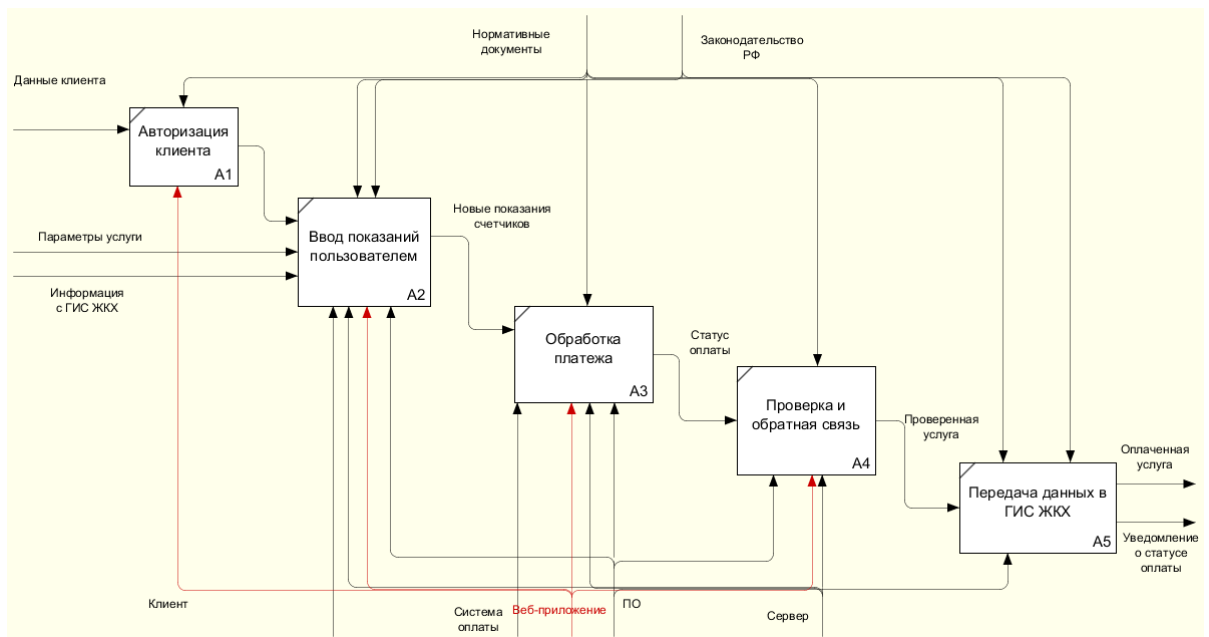 Нормативные
документы
Законодательство
РФ
Данные клиента
Авторизация
клиента
A1
Параметры услуги
Информация
с ГИС ЖКХ
Ввод показаний
пользователем
A2
Новые показания
счетчиков
Обработка
платежа
A3
Статус
оплаты
Проверка и
обратная связь
A4
Проверенная
услуга
Передача данных в
ГИС ЖКХ
A5
Оплаченная
услуга
Уведомление
о статусе
оплаты
Клиент
Система
оплаты
Веб-приложение
ПО
Сервер